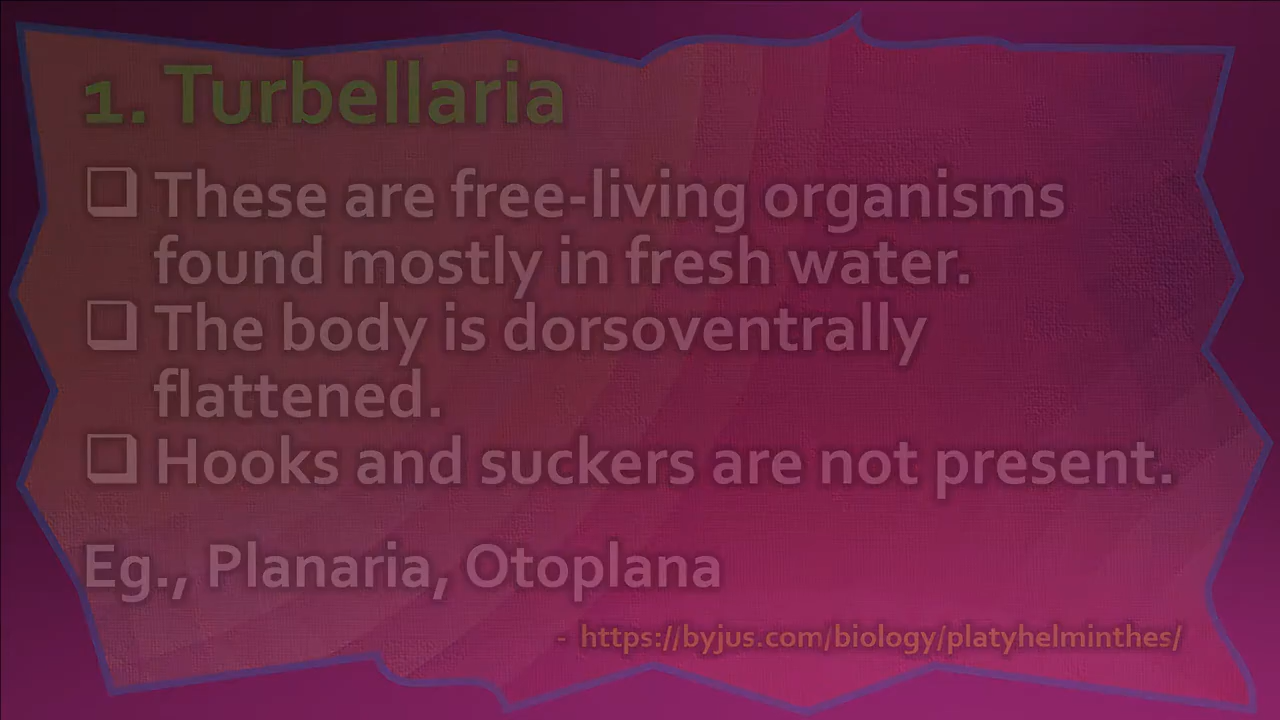 1. Turbellaria
❑ These are free-living organisms
found mostly in fresh water.
❑ The body is dorsoventrally
flattened.
❑ Hooks and suckers are not present.
Eg., Planaria, Otoplana
- https://byjus.com/biology/platyhelminthes/